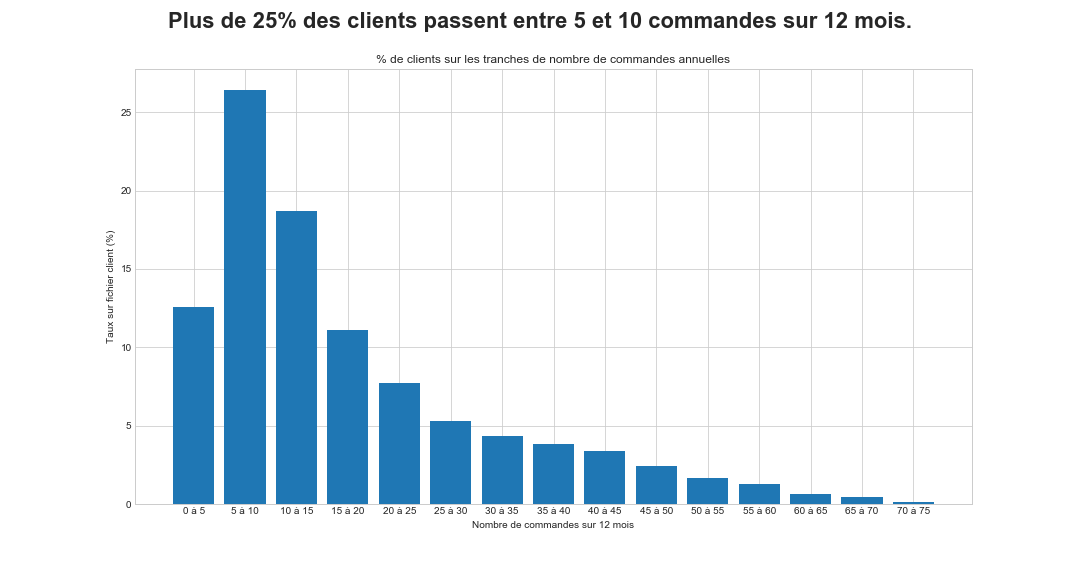 Plus de 25% des clients passent entre 5 et 10 commandes sur 12 mois.
% de clients sur les tranches de nombre de commandes annuelles
25
20
15
10
5
0
Taux sur fichier client (%)
0 à 5 5 à 10 10 à 15 15 à 20 20 à 25 25 à 30 30 à 35 35 à 40 40 à 45 45 à 50 50 à 55 55 à 60 60 à 65 65 à 70 70 à 75
Nombre de commandes sur 12 mois